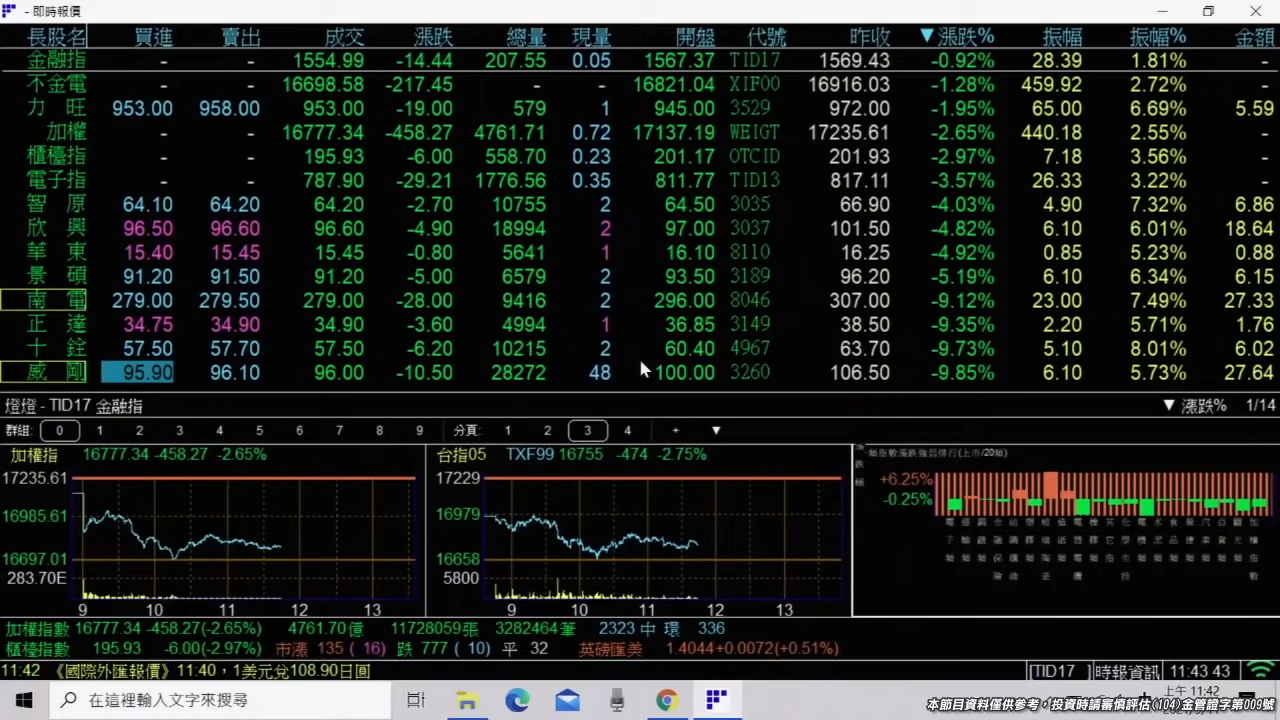 - 即時報價
長股名 買進 賣出 成交 漲跌 總量 現量 開盤 代號 昨收 ▼漲跌% 振幅 振幅% 金額
金融指 - - 1554.99 -14.44 207.55 0.05 1567.37 TID17 1569.43 -0.92% 28.39 1.81% -
不金電 - - 16698.58 -217.45 - - 16821.04 XIF00 16916.03 -1.28% 459.92 2.72% -
力旺 953.00 958.00 953.00 -19.00 579 1 945.00 3529 972.00 -1.95% 65.00 6.69% 5.59
加權 - - 16777.34 -458.27 4761.71 0.72 17137.19 WEIGT 17235.61 -2.65% 440.18 2.55% -
櫃檯指 - - 195.93 -6.00 558.70 0.23 201.17 OTCID 201.93 -2.97% 7.18 3.56% -
電子指 - - 787.90 -29.21 1776.56 0.35 811.77 TID13 817.11 -3.57% 26.33 3.22% -
智原 64.10 64.20 64.20 -2.70 10755 2 64.50 3035 66.90 -4.03% 4.90 7.32% 6.86
欣興 96.50 96.60 96.60 -4.90 18994 2 97.00 3037 101.50 -4.82% 6.10 6.01% 18.64
華東 15.40 15.45 15.45 -0.80 5641 1 16.10 8110 16.25 -4.92% 0.85 5.23% 0.88
景碩 91.20 91.50 91.20 -5.00 6579 2 93.50 3189 96.20 -5.19% 6.10 6.34% 6.15
南電 279.00 279.50 279.00 -28.00 9416 2 296.00 8046 307.00 -9.12% 23.00 7.49% 27.33
正達 34.75 34.90 34.90 -3.60 4994 1 36.85 3149 38.50 -9.35% 2.20 5.71% 1.76
十銓 57.50 57.70 57.50 -6.20 10215 2 60.40 4967 63.70 -9.73% 5.10 8.01% 6.02
威剛 95.90 96.10 96.00 -10.50 28272 48 100.00 3260 106.50 -9.85% 6.10 5.73% 27.64
燈燈 - TID17 金融指 ▼ 漲跌% 1/14
群組: 0 1 2 3 4 5 6 7 8 9 分頁: 1 2 3 4 + ▼
加權指 16777.34 -458.27 -2.65%
17235.61
16985.61
16697.01
283.70E
9 10 11 12 13
台指05 TXF99 16755 -474 -2.75%
17229
16979
16658
5800
9 10 11 12 13
指數漲跌強弱排行(上市/20類)
+6.25%
-0.25%
加權指數 16777.34 -458.27(-2.65%) 4761.70億 11728059張 3282464筆 2323 中環 336
櫃檯指數 195.93 -6.00(-2.97%) 市漲 135 ( 16) 跌 777 ( 10) 平 32 英磅匯美 1.4044+0.0072(+0.51%)
11:42 《國際外匯報價》11:40，1美元兌108.90日圓 [TID17 ] 時報資訊 11:43 43
在這裡輸入文字來搜尋
上午 11:42
本節目資料僅供參考，投資時請審慎評估(104)金管證字第009號